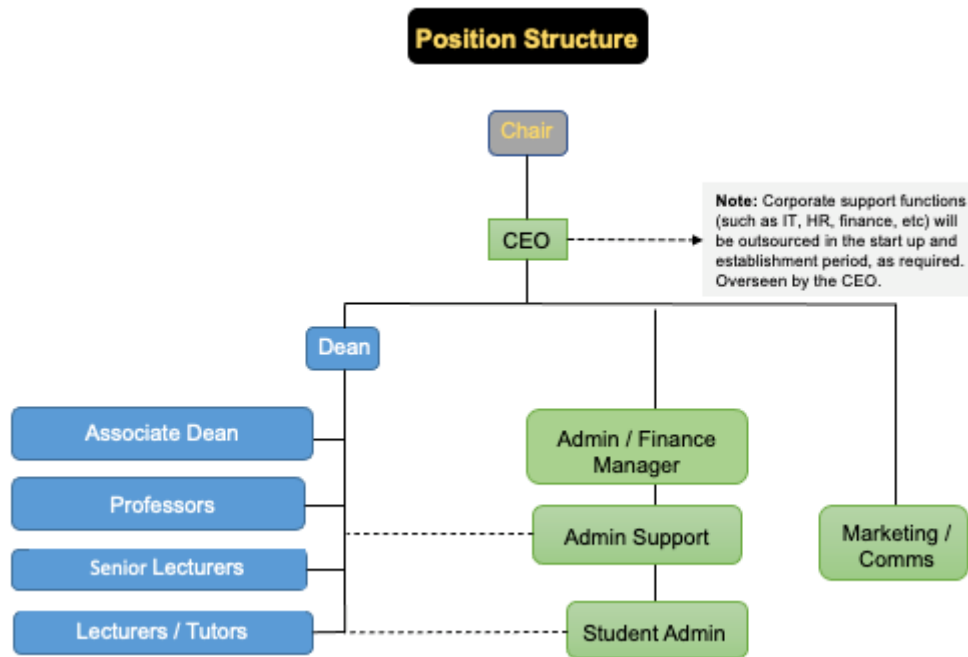 Position Structure
Chair
CEO
Note: Corporate support functions
(such as IT, HR, finance, etc) will
be outsourced in the start up and
establishment period, as required.
Overseen by the CEO.
Dean
Associate Dean
Professors
Senior Lecturers
Lecturers / Tutors
Admin / Finance
Manager
Admin Support
Student Admin
Marketing /
Comms